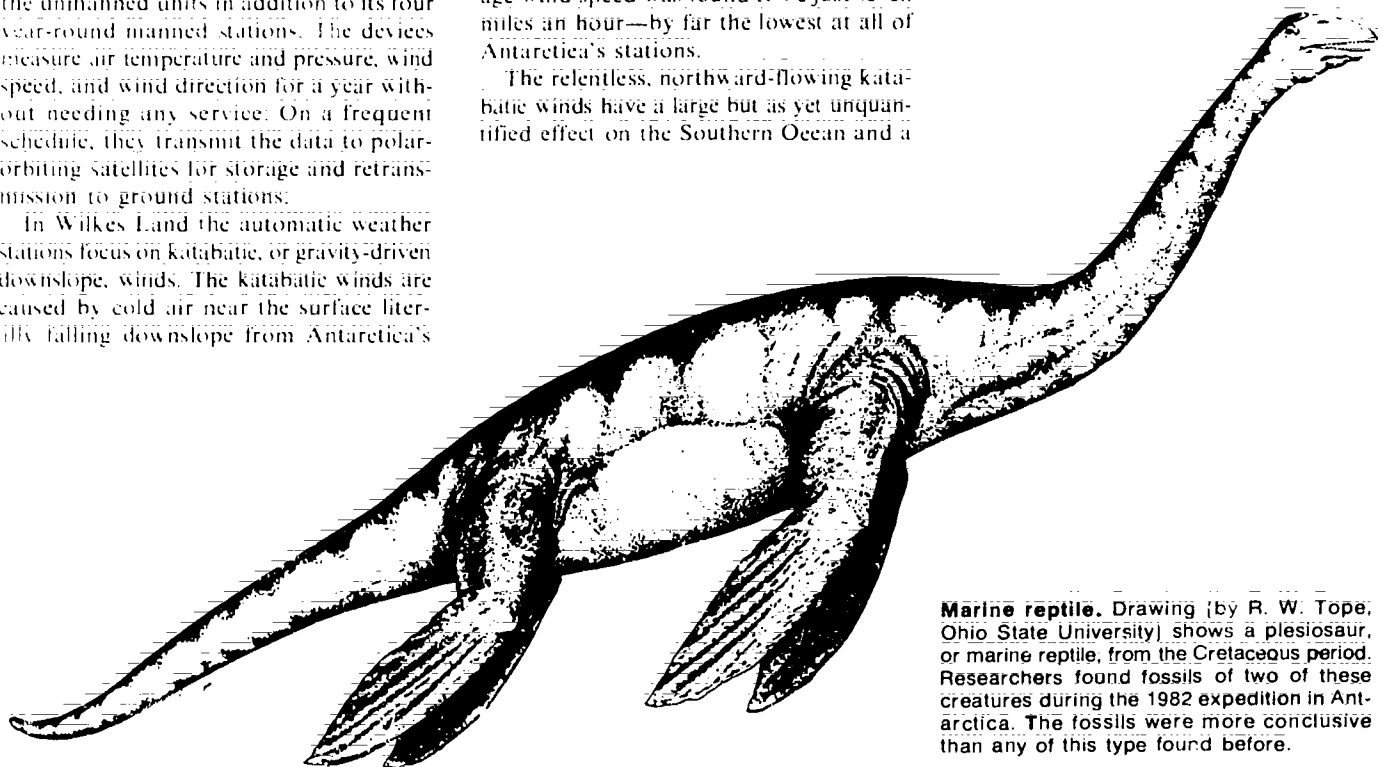 the unmanned units in addition to its four
year-round manned stations. The devices
measure air temperature and pressure, wind
speed, and wind direction for a year with-
out needing any service: On a frequent
schedule, they transmit the data to polar-
orbiting satellites for storage and retrans-
mission to ground stations:
In Wilkes Land the automatic weather
stations focus on katabatic, or gravity-driven
downslope, winds. The katabatic winds are
caused by cold air near the surface liter-
ally falling downslope from Antarctica's
age wind speed was found
miles an hour—by far the lowest at all of
Antarctica's stations.
The relentless, northward-flowing kata-
batic winds have a large but as yet unquan-
tified effect on the Southern Ocean and a
Marine reptile. Drawing (by R. W. Tope,
Ohio State University) shows a plesiosaur,
or marine reptile, from the Cretaceous period.
Researchers found fossils of two of these
creatures during the 1982 expedition in Ant-
arctica. The fossils were more conclusive
than any of this type found before.